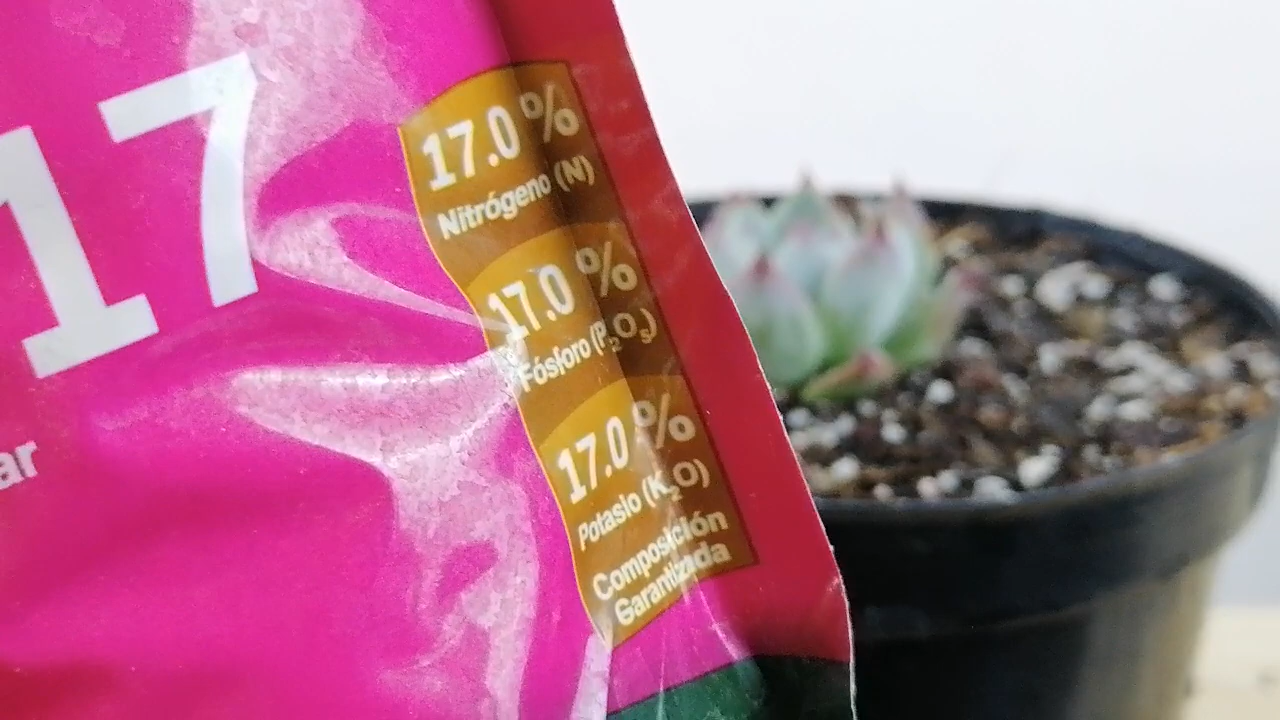 17
ar
17.0 %
Nitrógeno (N)
17.0 %
Fósforo (P₂O₅)
17.0 %
Potasio (K₂O)
Composición
Garantizada